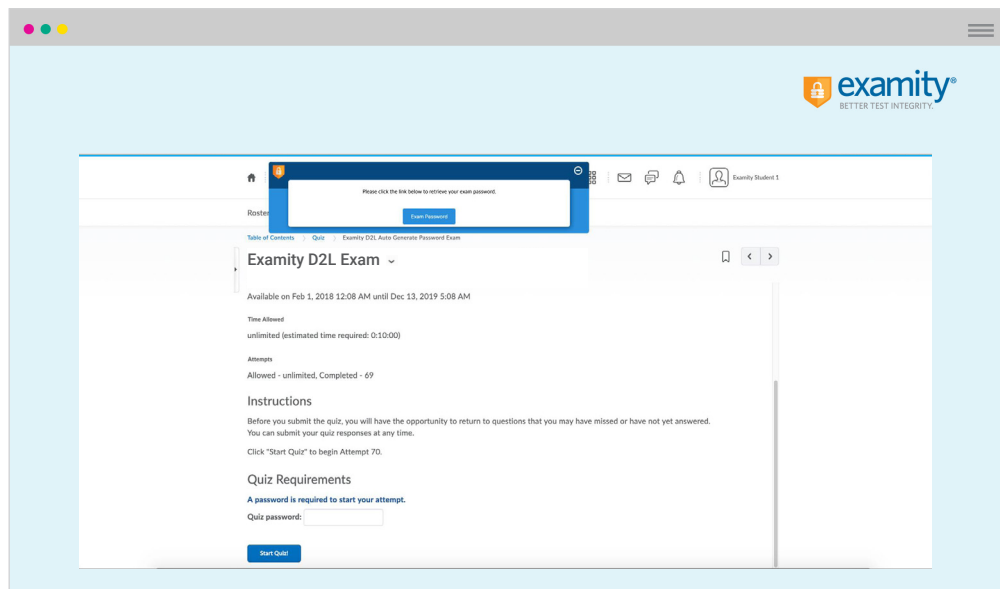 examity®
BETTER TEST INTEGRITY.
Examity Student 1
Please click the link below to retrieve your exam password.
Exam Password
Roster
Table of Contents > Quiz > Examity D2L Auto Generate Password Exam
Examity D2L Exam
Available on Feb 1, 2018 12:08 AM until Dec 13, 2019 5:08 AM
Time Allowed
unlimited (estimated time required: 0:10:00)
Attempts
Allowed - unlimited, Completed - 69
Instructions
Before you submit the quiz, you will have the opportunity to return to questions that you may have missed or have not yet answered.
You can submit your quiz responses at any time.
Click "Start Quiz" to begin Attempt 70.
Quiz Requirements
A password is required to start your attempt.
Quiz password:
Start Quiz!